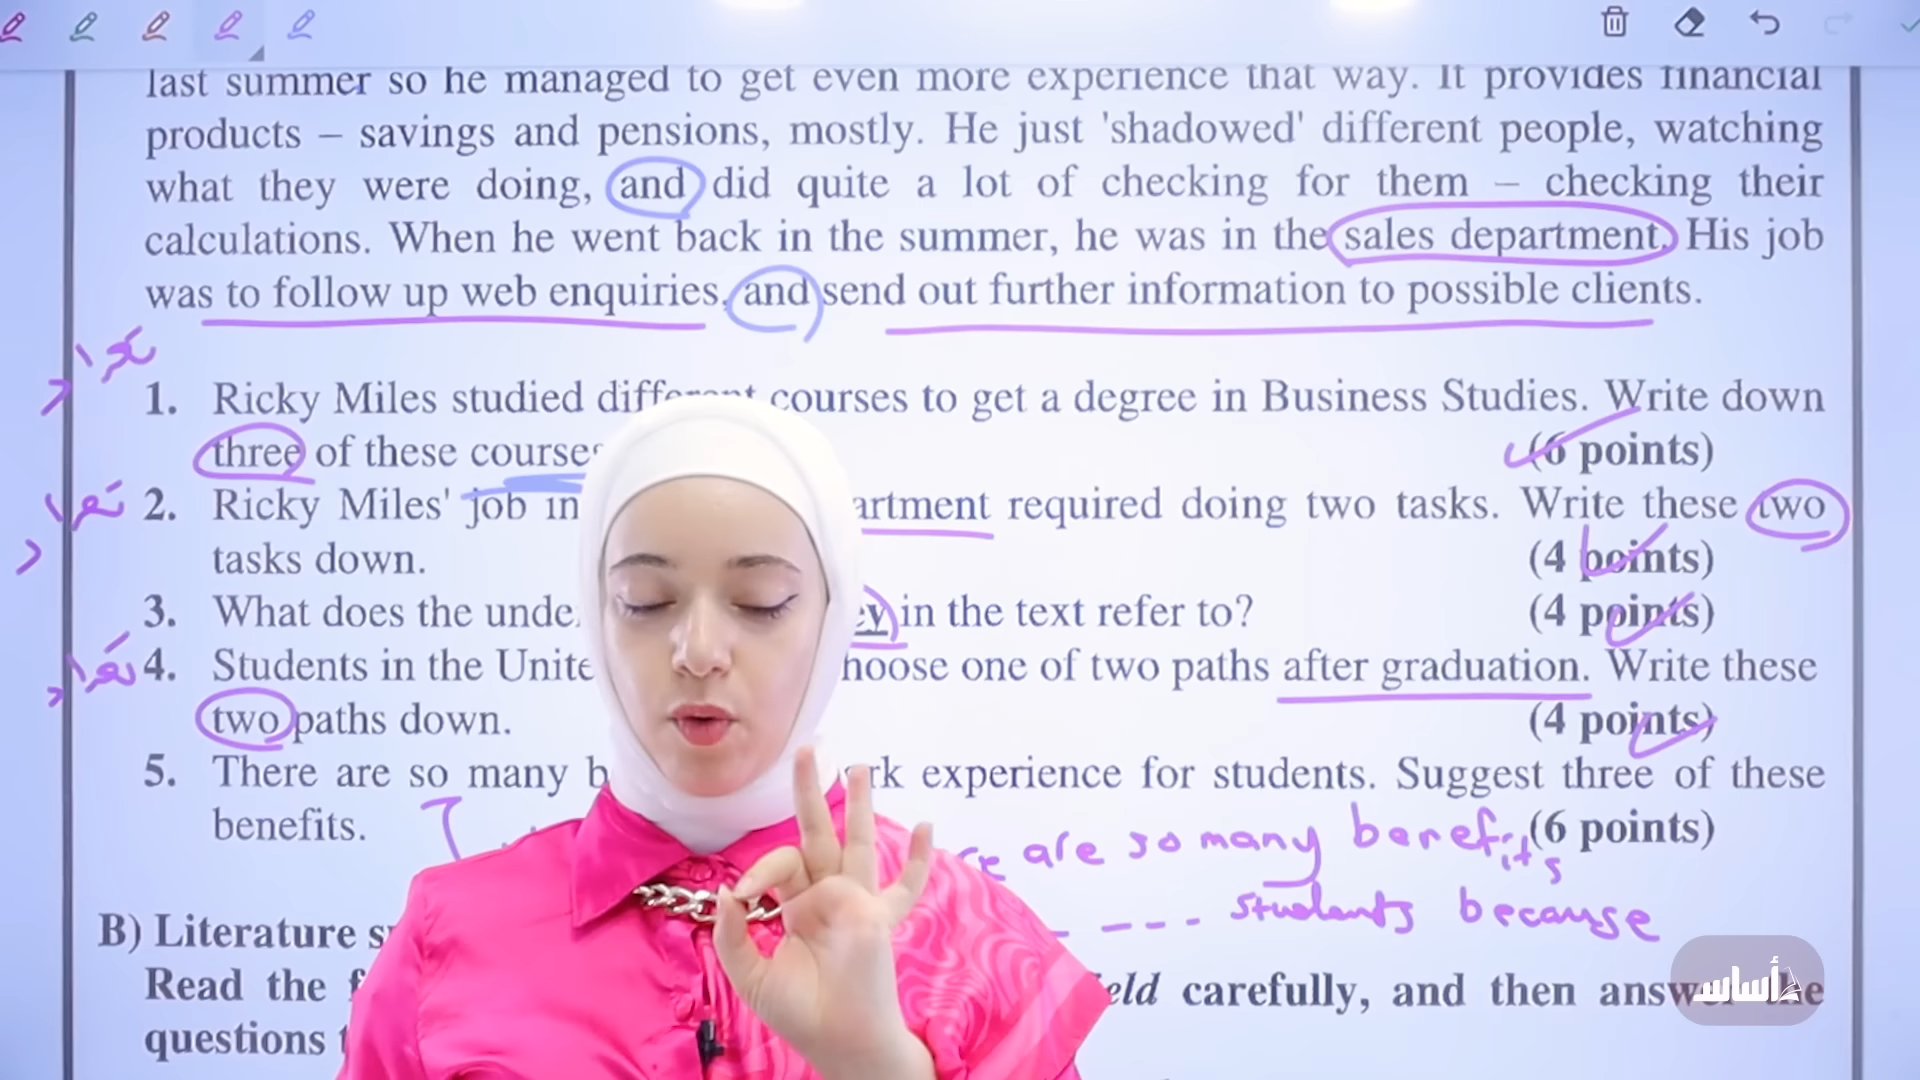 last summer so he managed to get even more experience that way. It provides financial
products – savings and pensions, mostly. He just 'shadowed' different people, watching
what they were doing, and did quite a lot of checking for them – checking their
calculations. When he went back in the summer, he was in the sales department. His job
was to follow up web enquiries, and send out further information to possible clients.
1. Ricky Miles studied different courses to get a degree in Business Studies. Write down
three of these courses
(6 points)
2. Ricky Miles' job in artment required doing two tasks. Write these two
tasks down.
(4 points)
3. What does the unde in the text refer to?
(4 points)
4. Students in the Unite hoose one of two paths after graduation. Write these
two paths down.
(4 points)
5. There are so many b rk experience for students. Suggest three of these
benefits.
(6 points)
are so many benefits
students because
B) Literature s
Read the f eld carefully, and then answer the
questions
أساس